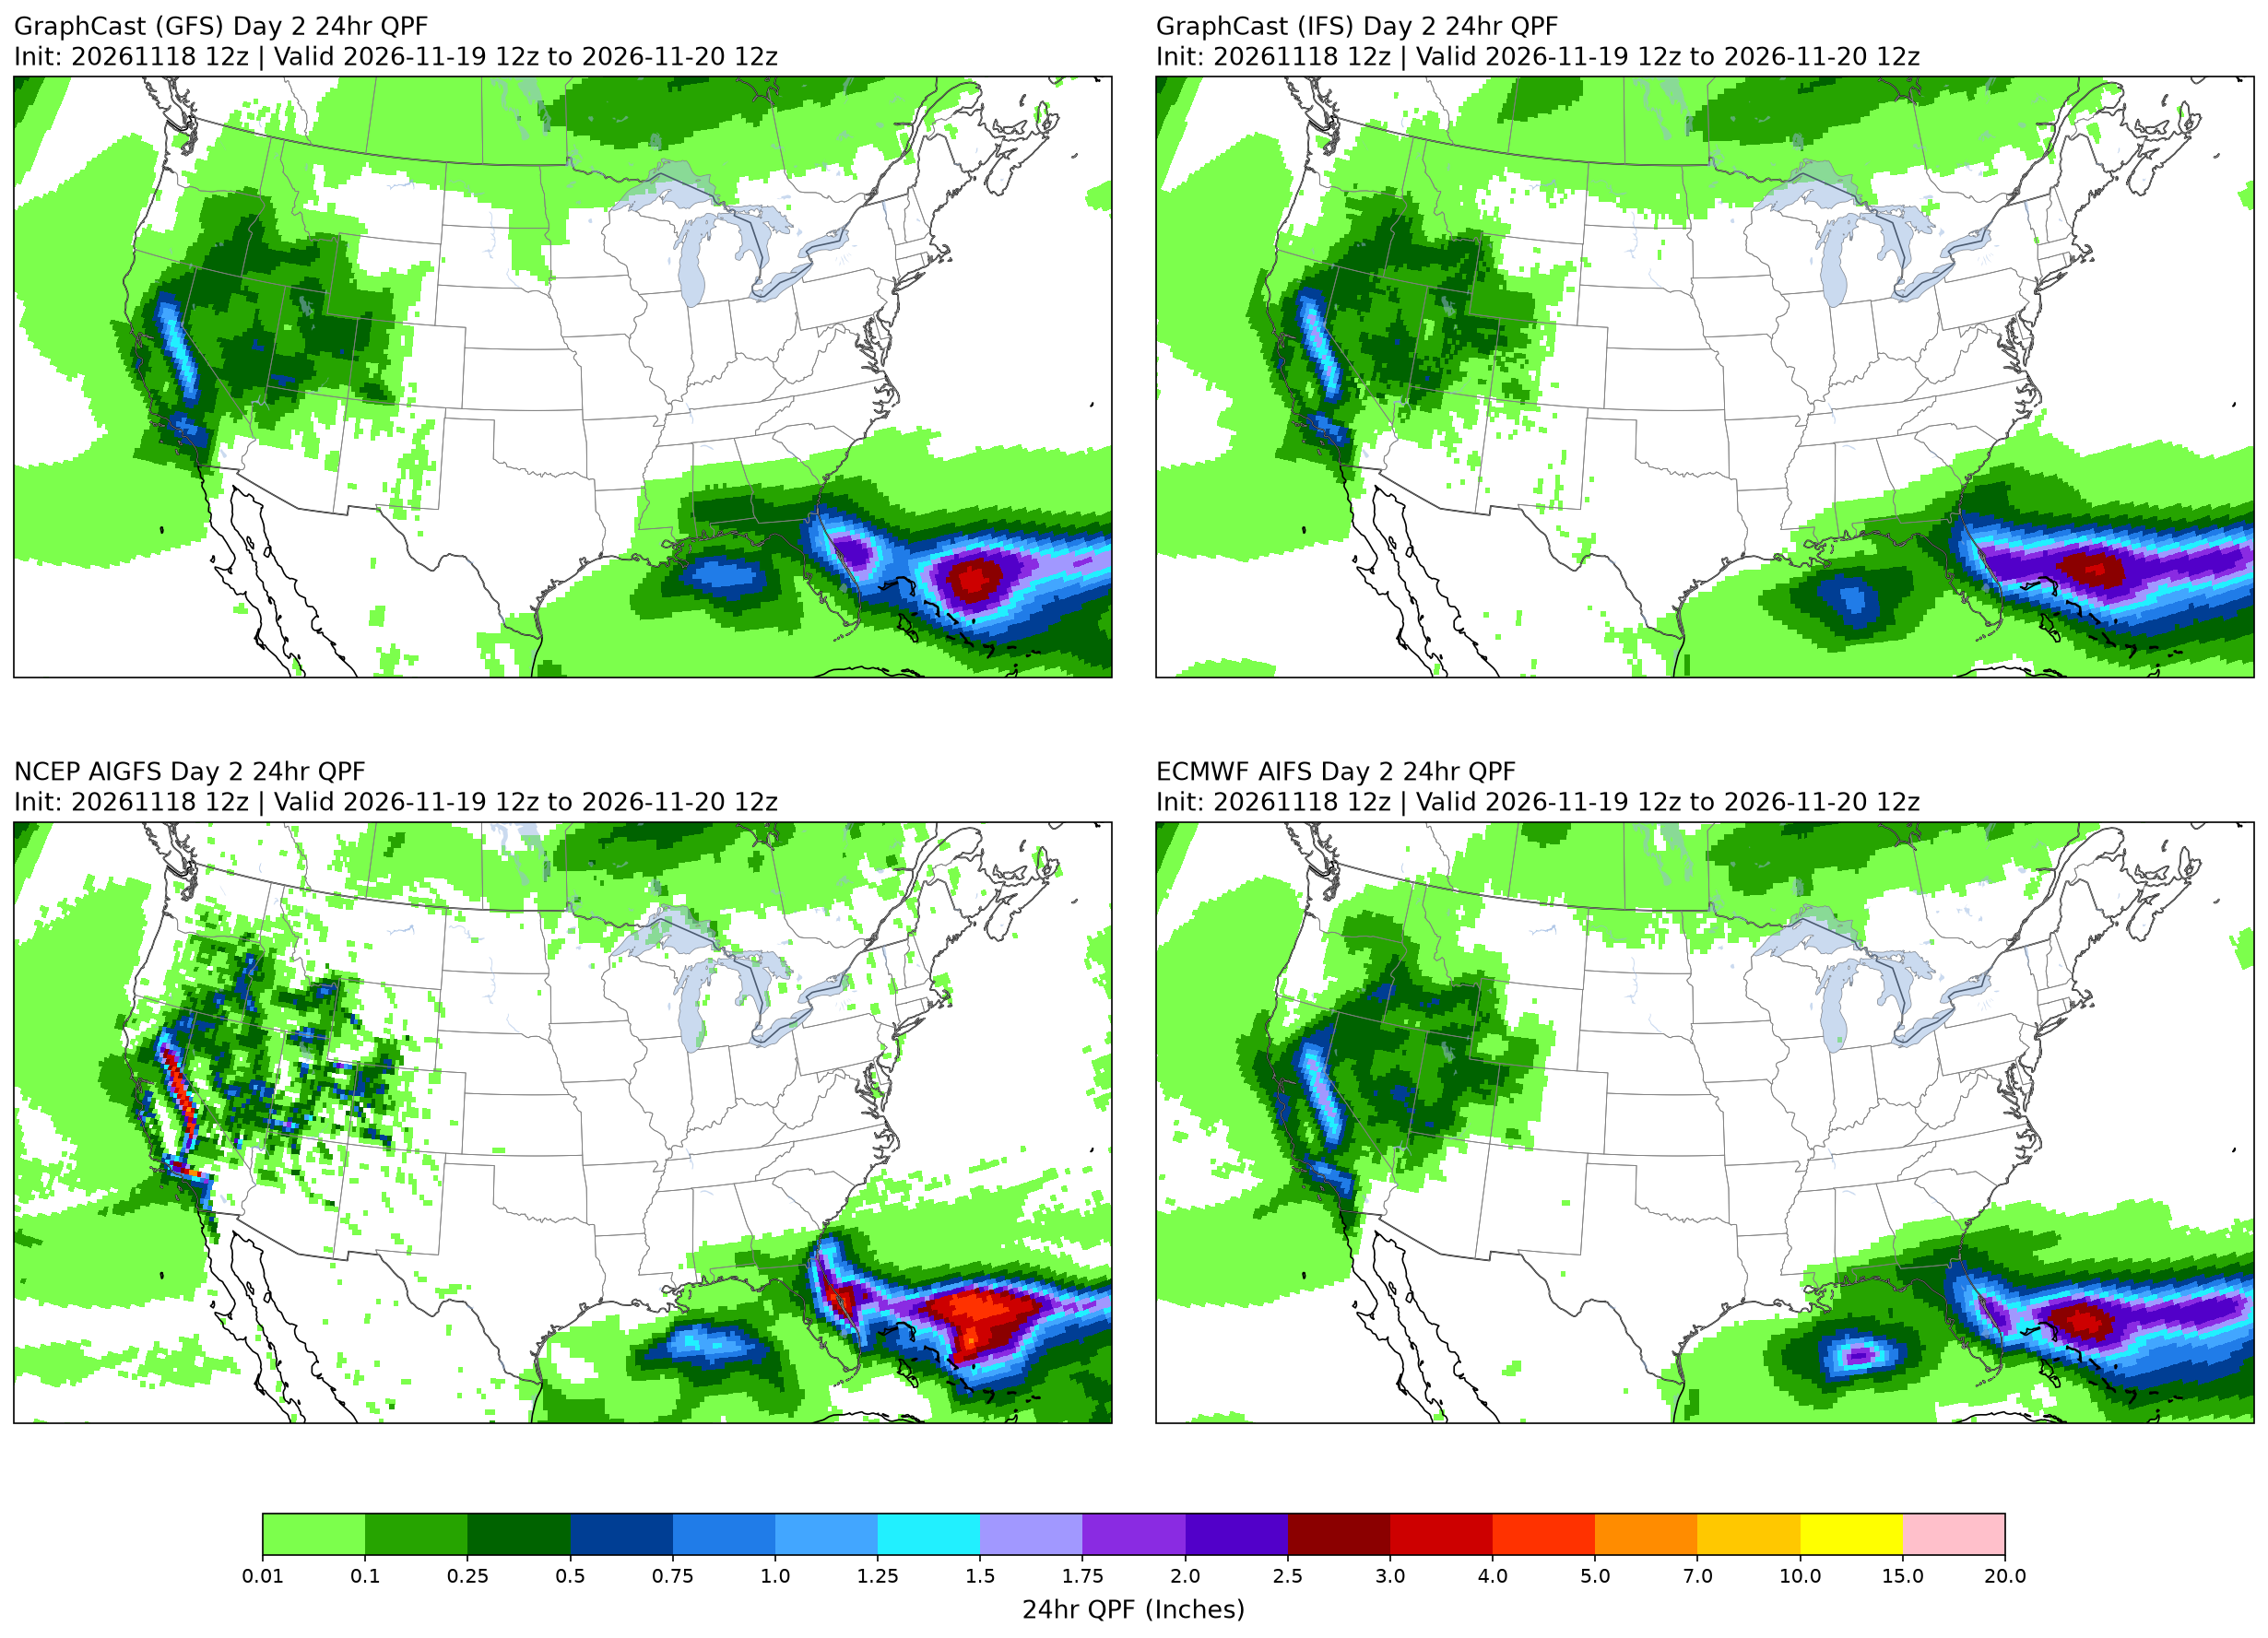 GraphCast (GFS) Day 2 24hr QPF
Init: 20261118 12z | Valid 2026-11-19 12z to 2026-11-20 12z
GraphCast (IFS) Day 2 24hr QPF
Init: 20261118 12z | Valid 2026-11-19 12z to 2026-11-20 12z
NCEP AIGFS Day 2 24hr QPF
Init: 20261118 12z | Valid 2026-11-19 12z to 2026-11-20 12z
ECMWF AIFS Day 2 24hr QPF
Init: 20261118 12z | Valid 2026-11-19 12z to 2026-11-20 12z
0.01 0.1 0.25 0.5 0.75 1.0 1.25 1.5 1.75 2.0 2.5 3.0 4.0 5.0 7.0 10.0 15.0 20.0
24hr QPF (Inches)